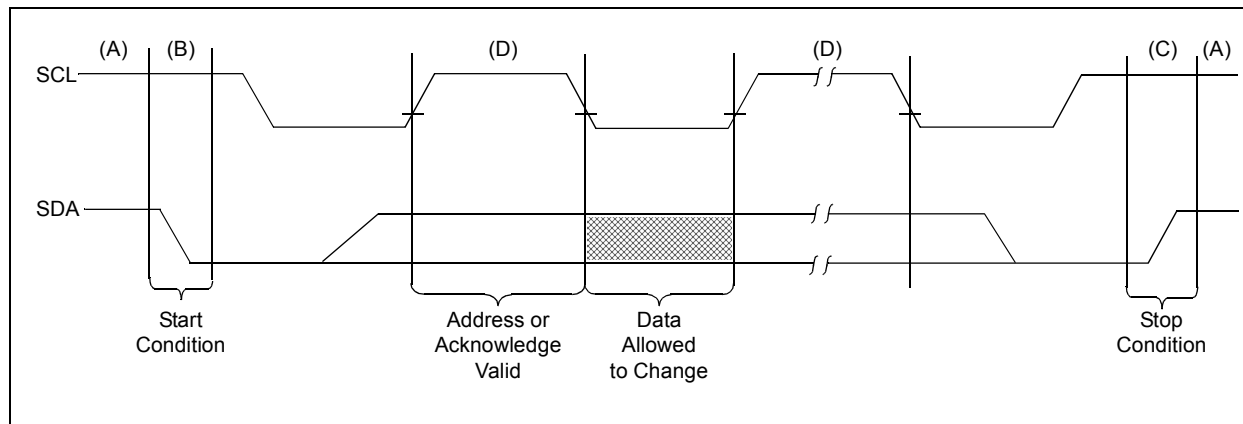 (A) (B) (D) (D) (C) (A)
SCL
SDA
Start
Condition
Address or
Acknowledge
Valid
Data
Allowed
to Change
Stop
Condition